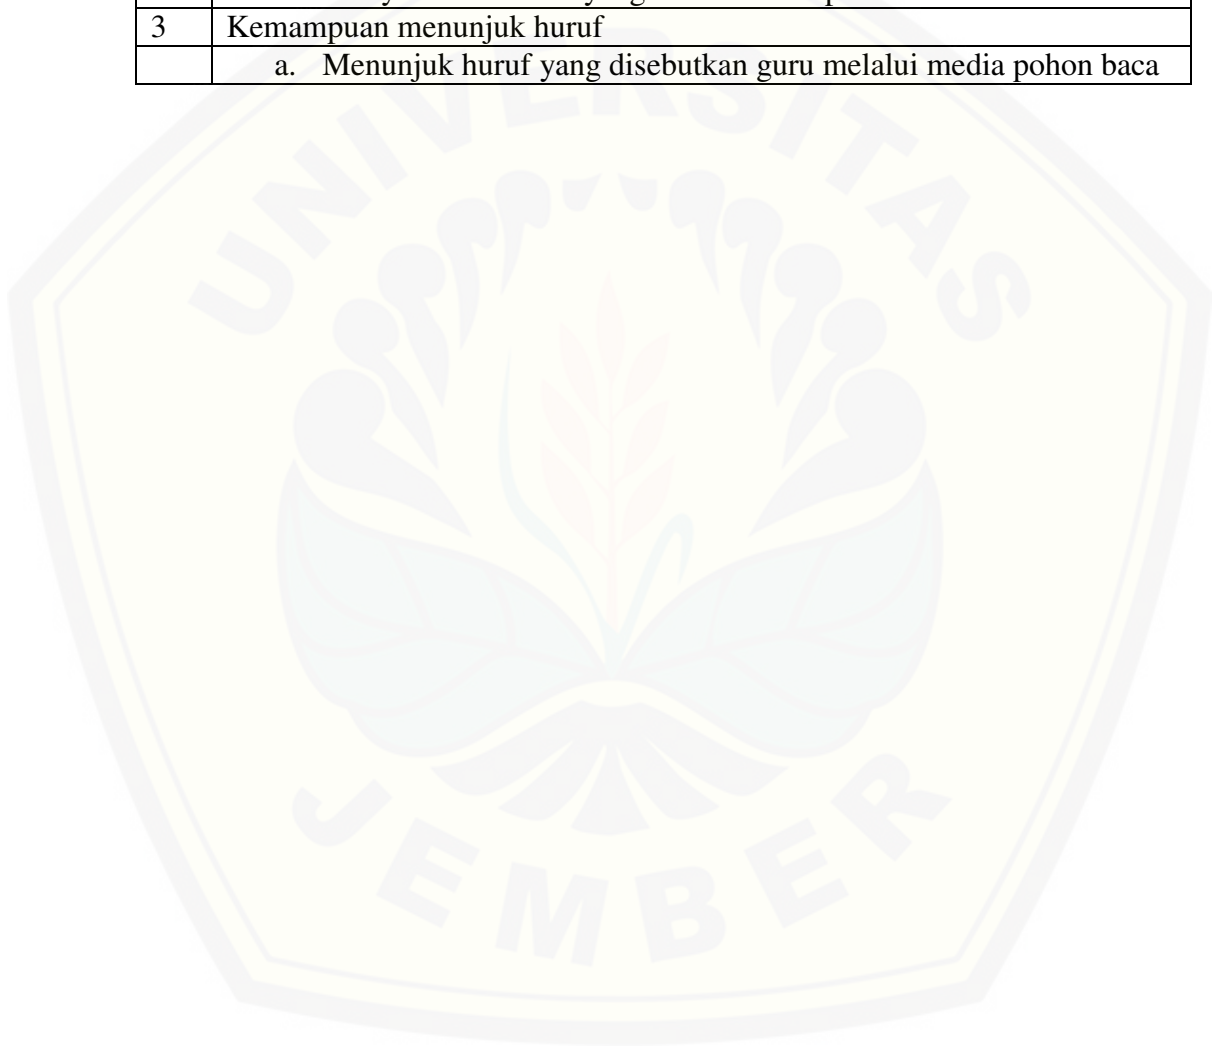 3 Kemampuan menunjuk huruf
a. Menunjuk huruf yang disebutkan guru melalui media pohon baca
UNIVERSITAS
JEMBER